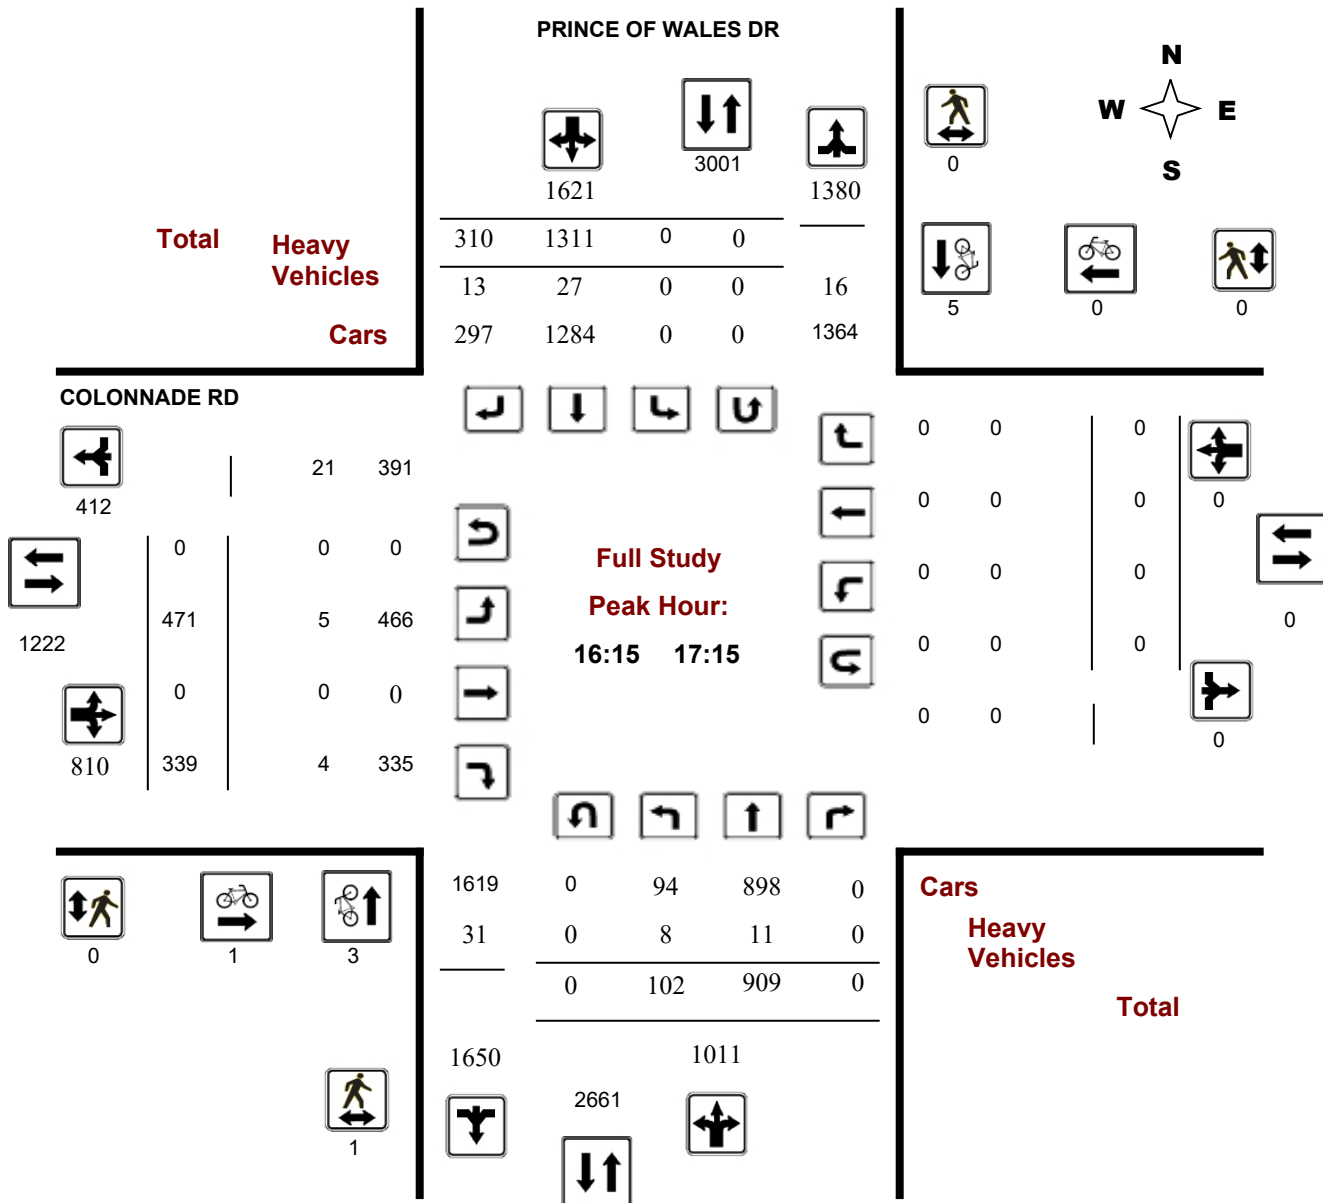 PRINCE OF WALES DR
N
W E
S
3001
0
1621
1380
Total
Heavy
Vehicles
Cars
310 1311 0 0
13 27 0 0 16
297 1284 0 0 1364
5 0 0
COLONNADE RD
21 391
412
0 0 0
471 5 466
1222
0 0 0
810 339 4 335
Full Study
Peak Hour:
16:15 17:15
0 0 0
0 0 0 0
0 0 0
0
0 0 0
0 0
0
1619 0 94 898 0
31 0 8 11 0
0 102 909 0
0 1 3
Cars
Heavy
Vehicles
Total
1650
1011
2661
1